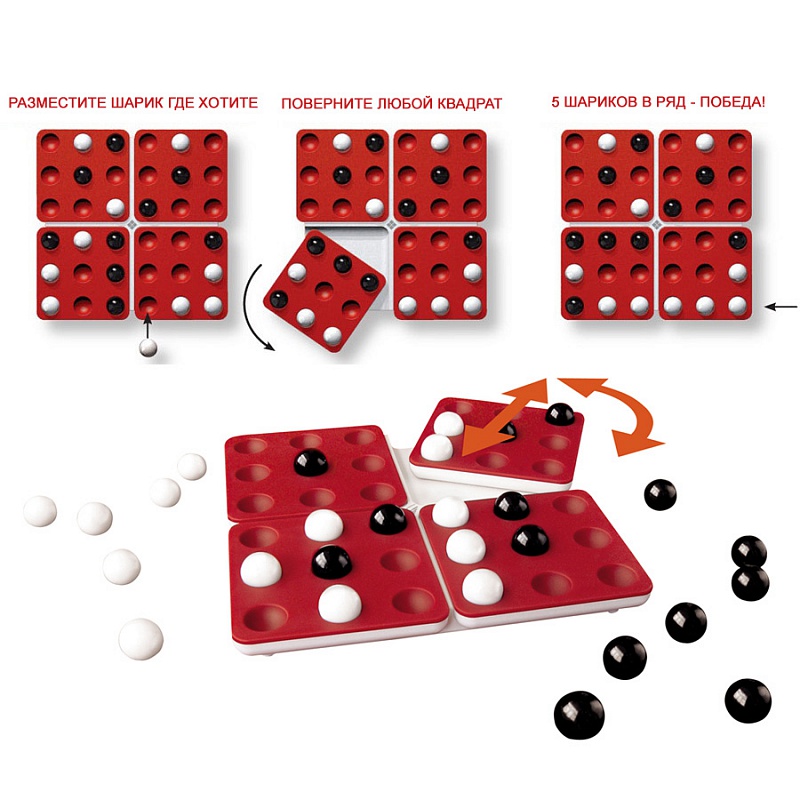 РАЗМЕСТИТЕ ШАРИК ГДЕ ХОТИТЕ
ПОВЕРНИТЕ ЛЮБОЙ КВАДРАТ
5 ШАРИКОВ В РЯД - ПОБЕДА!